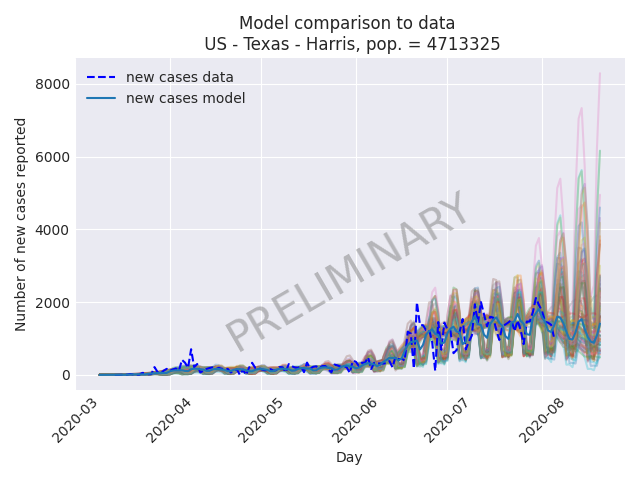 Model comparison to data
US - Texas - Harris, pop. = 4713325
new cases data
new cases model
PRELIMINARY
Number of new cases reported
8000
6000
4000
2000
0
2020-03
2020-04
2020-05
2020-06
2020-07
2020-08
Day